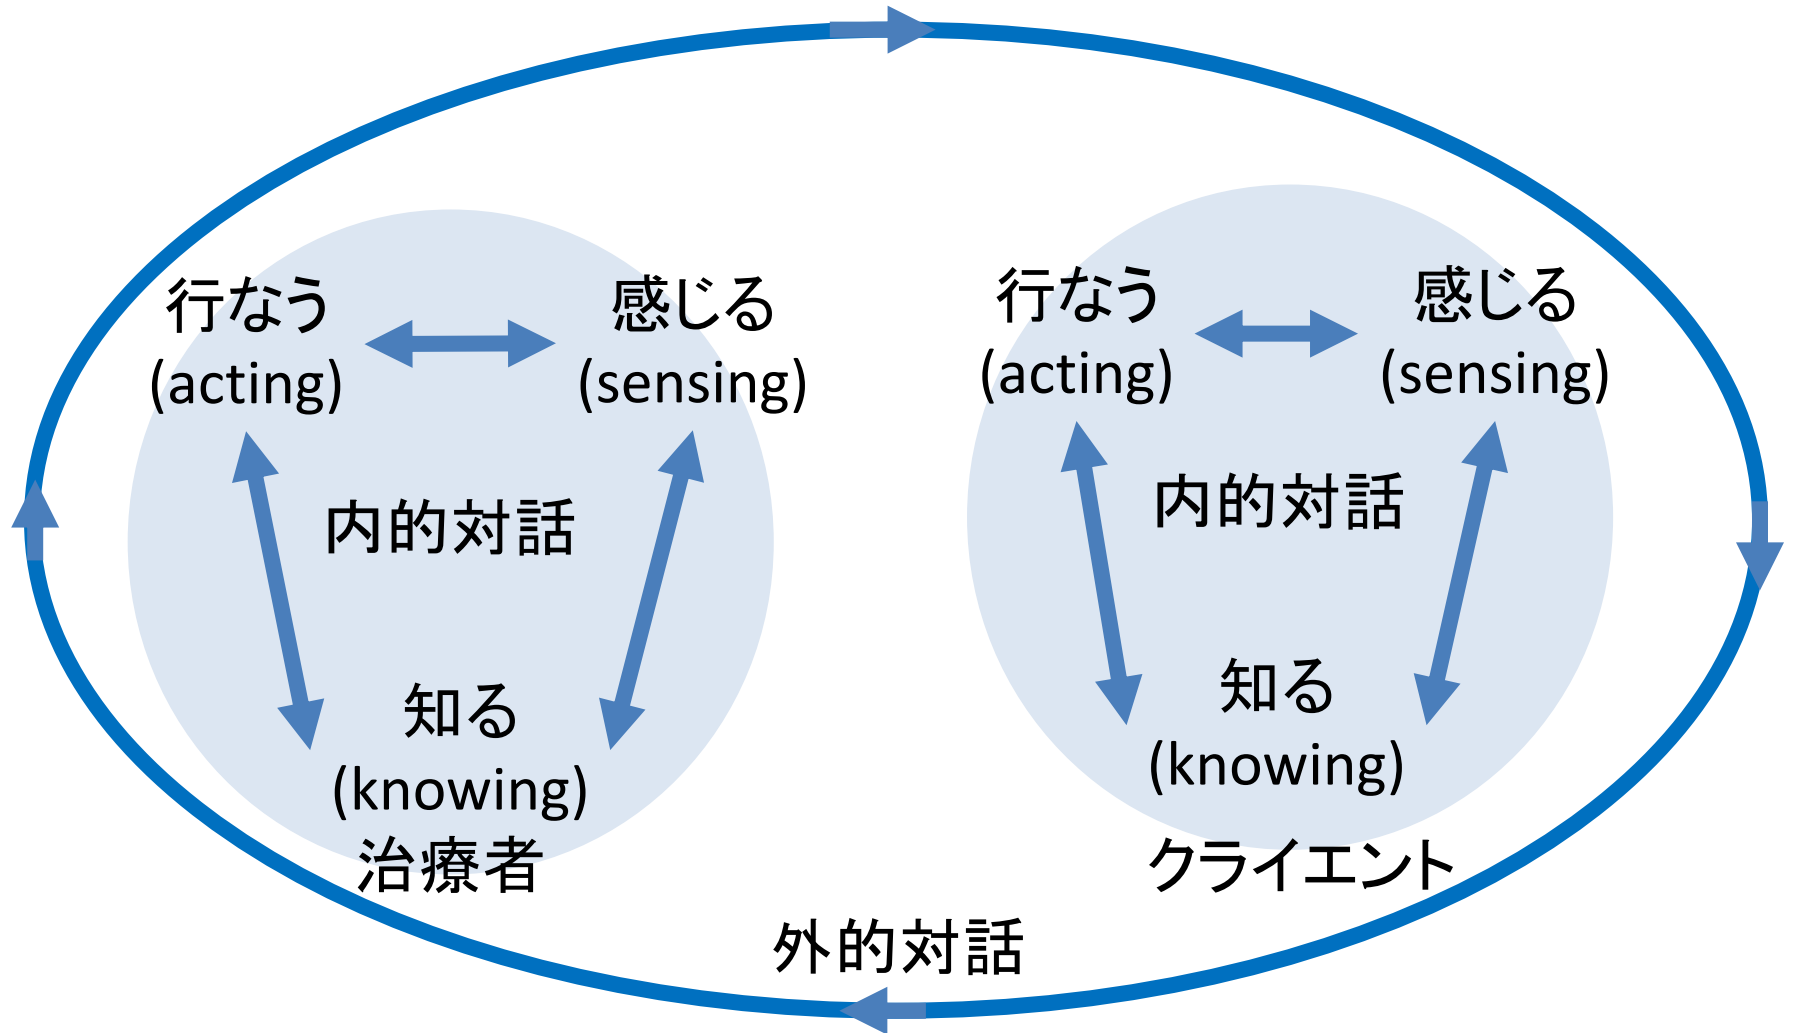 行なう
(acting)
感じる
(sensing)
内的対話
知る
(knowing)
治療者
行なう
(acting)
感じる
(sensing)
内的対話
知る
(knowing)
クライエント
外的対話